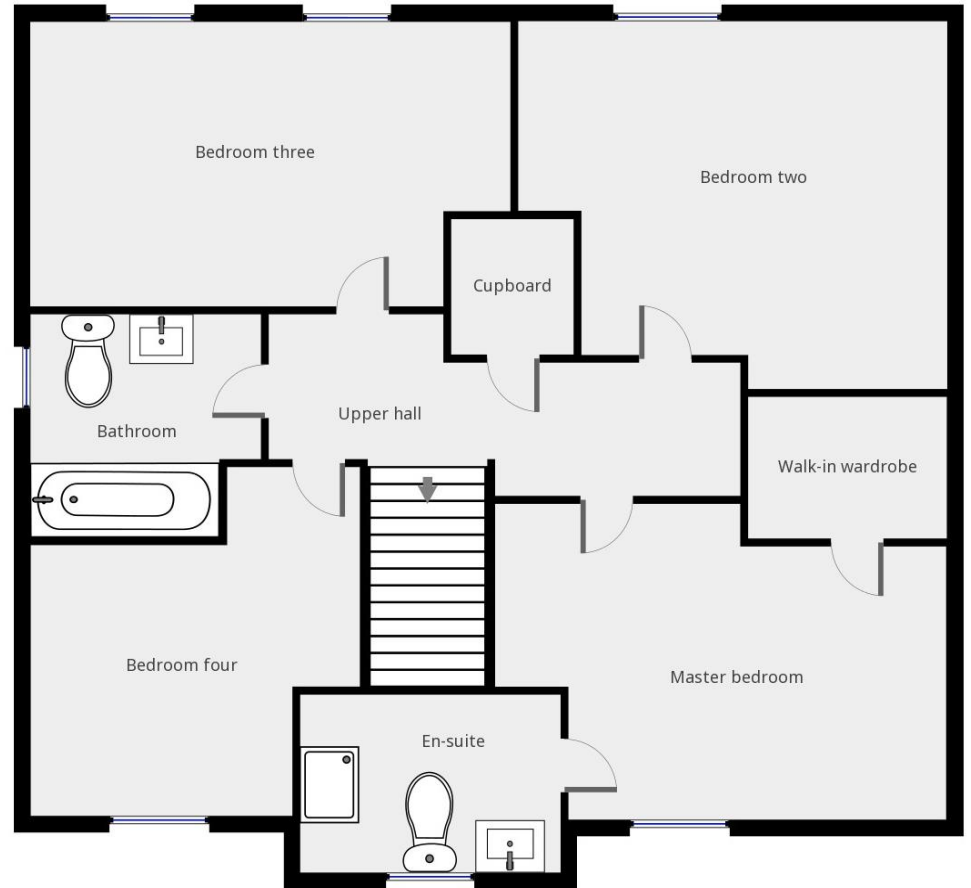 Bedroom three
Bedroom two
Cupboard
Upper hall
Bathroom
Walk-in wardrobe
Bedroom four
Master bedroom
En-suite